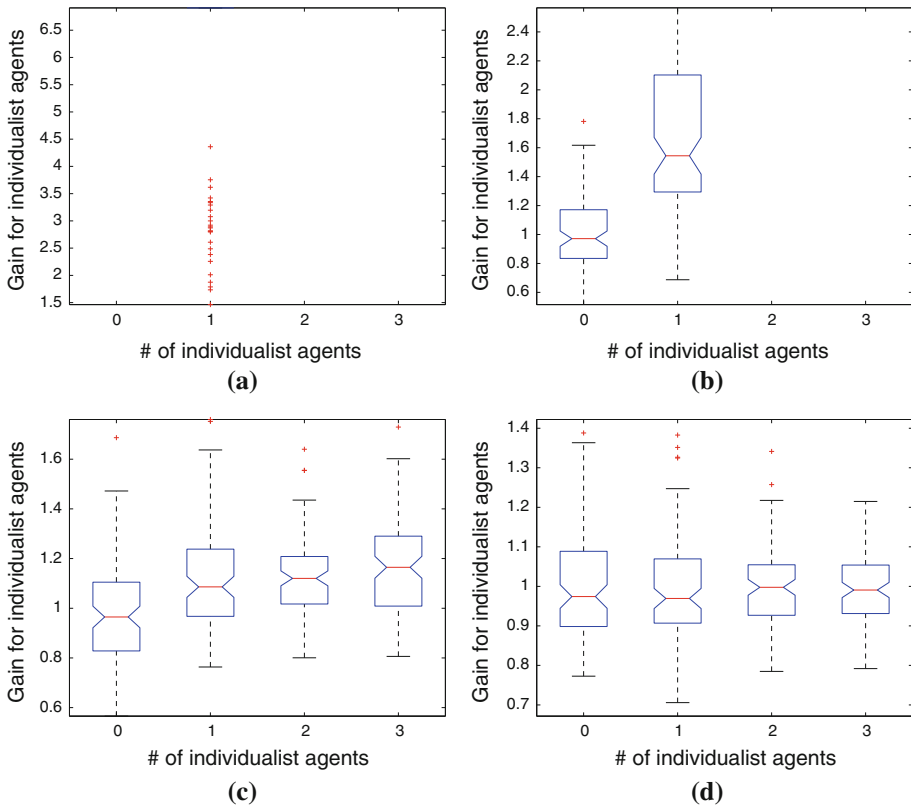 6.5
6
5.5
5
4.5
4
3.5
3
2.5
2
1.5
Gain for individualist agents
0 1 2 3
# of individualist agents
(a)
2.4
2.2
2
1.8
1.6
1.4
1.2
1
0.8
0.6
Gain for individualist agents
0 1 2 3
# of individualist agents
(b)
1.6
1.4
1.2
1
0.8
0.6
Gain for individualist agents
0 1 2 3
# of individualist agents
(c)
1.4
1.3
1.2
1.1
1
0.9
0.8
0.7
Gain for individualist agents
0 1 2 3
# of individualist agents
(d)